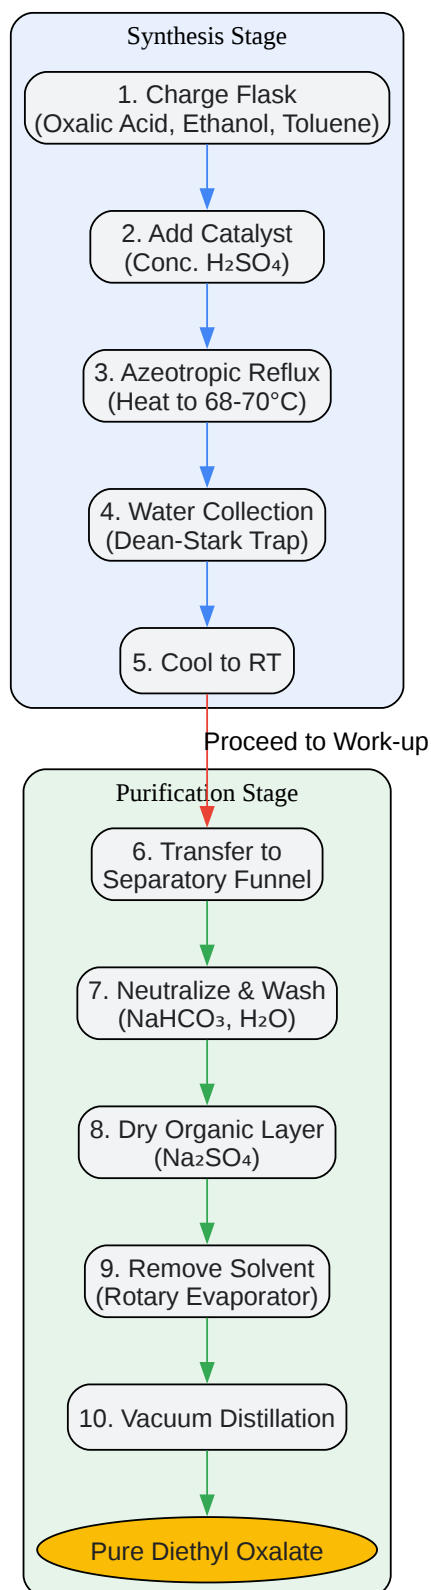 Synthesis Stage
1. Charge Flask
(Oxalic Acid, Ethanol, Toluene)
2. Add Catalyst
(Conc. H₂SO₄)
3. Azeotropic Reflux
(Heat to 68-70°C)
4. Water Collection
(Dean-Stark Trap)
5. Cool to RT
Proceed to Work-up
Purification Stage
6. Transfer to
Separatory Funnel
7. Neutralize & Wash
(NaHCO₃, H₂O)
8. Dry Organic Layer
(Na₂SO₄)
9. Remove Solvent
(Rotary Evaporator)
10. Vacuum Distillation
Pure Diethyl Oxalate